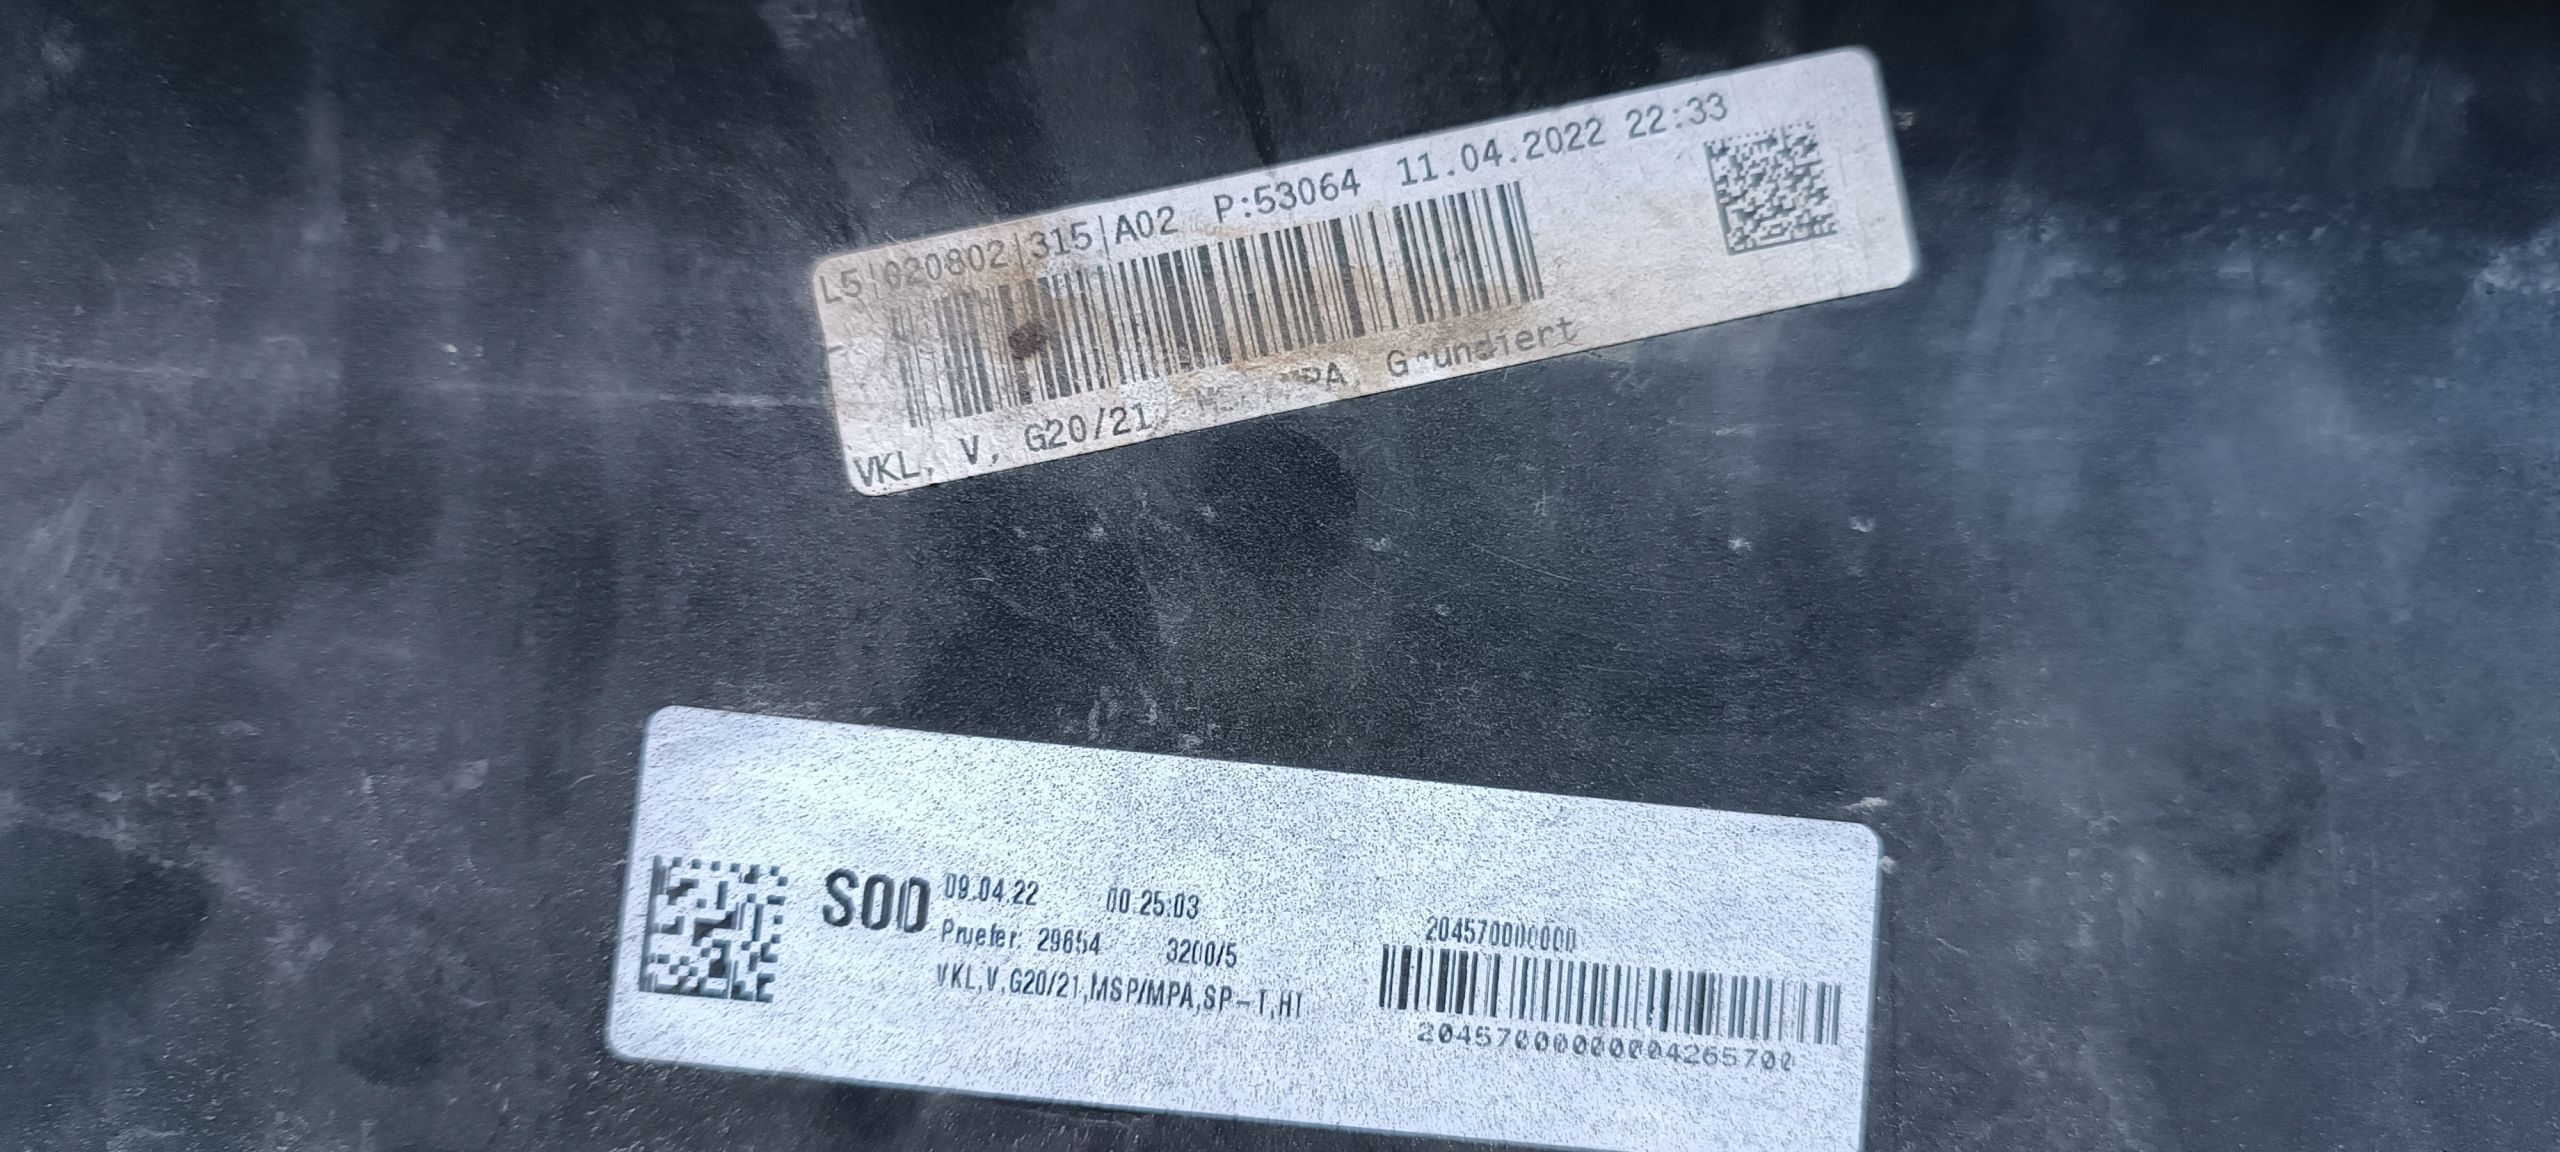 L5|020802|315|A02 P:53064 11.04.2022 22:33
VKL, V, G20/21, Grundiert
SOD 09.04.22 00:25:03
Pruefer: 29654 3200/5
VKL,V,G20/21,MSP/MPA,SP-T,HT
204570000000
20457000000004265700